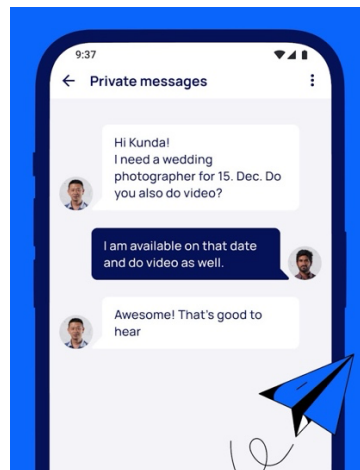 9:37
Private messages
Hi Kunda!
I need a wedding
photographer for 15. Dec. Do
you also do video?
I am available on that date
and do video as well.
Awesome! That's good to
hear